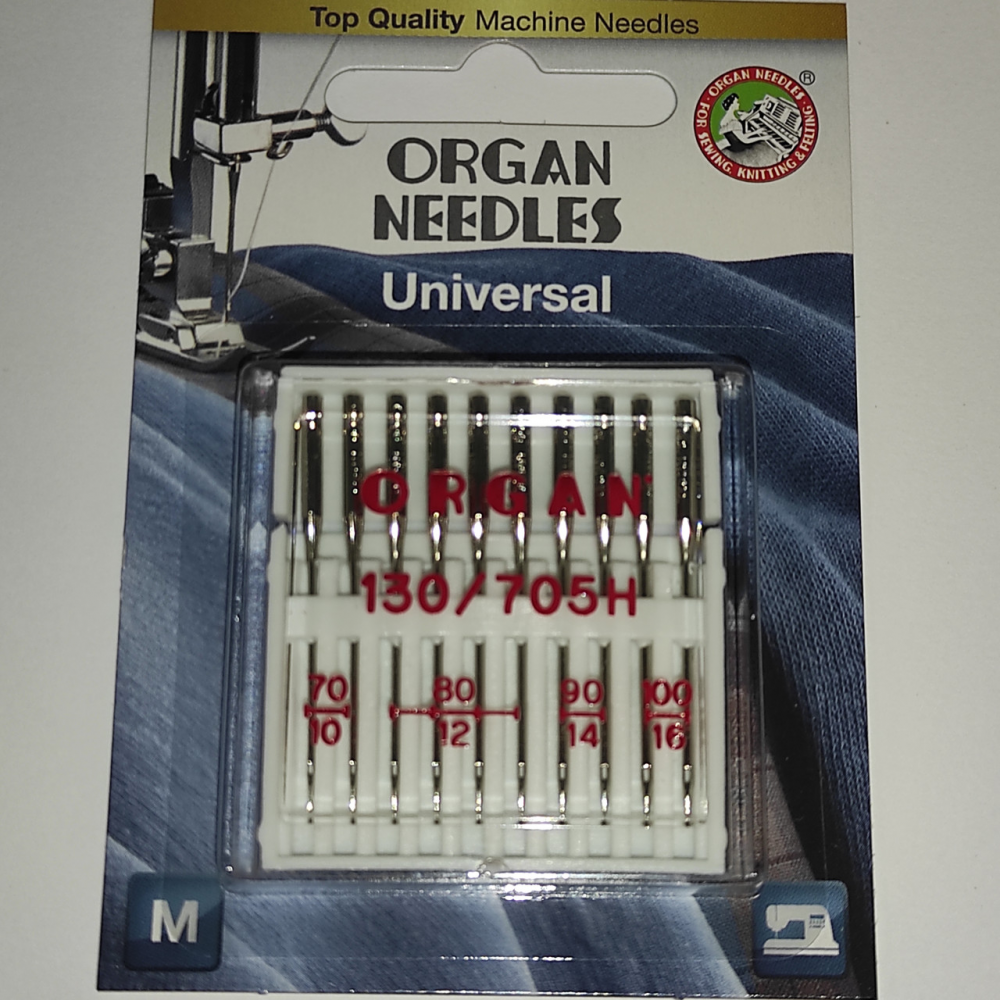 Top Quality Machine Needles
ORGAN NEEDLES
FOR SEWING, KNITTING & FELTING
®
ORGAN
NEEDLES
Universal
ORGAN
130/705H
70 80 90 100
10 12 14 16
M